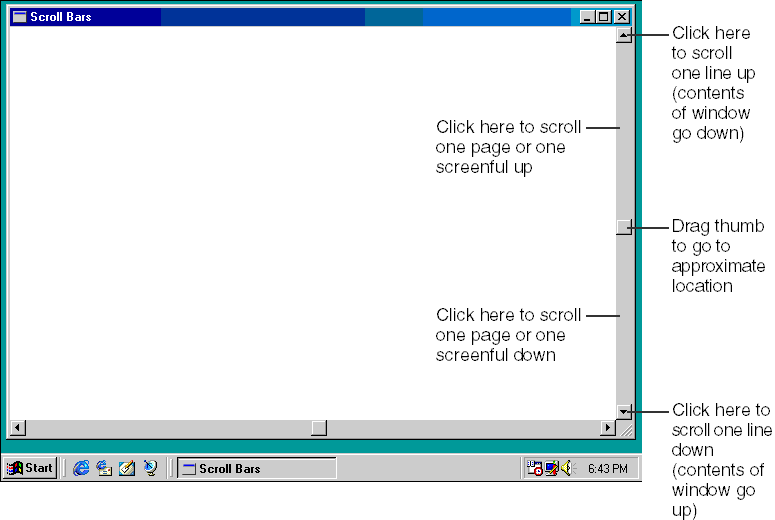 Scroll Bars
Click here
to scroll
one line up
(contents
of window
go down)
Click here to scroll
one page or one
screenful up
Drag thumb
to go to
approximate
location
Click here to scroll
one page or one
screenful down
Click here to
scroll one line
down
(contents of
window go
up)
Start
Scroll Bars
6:43 PM